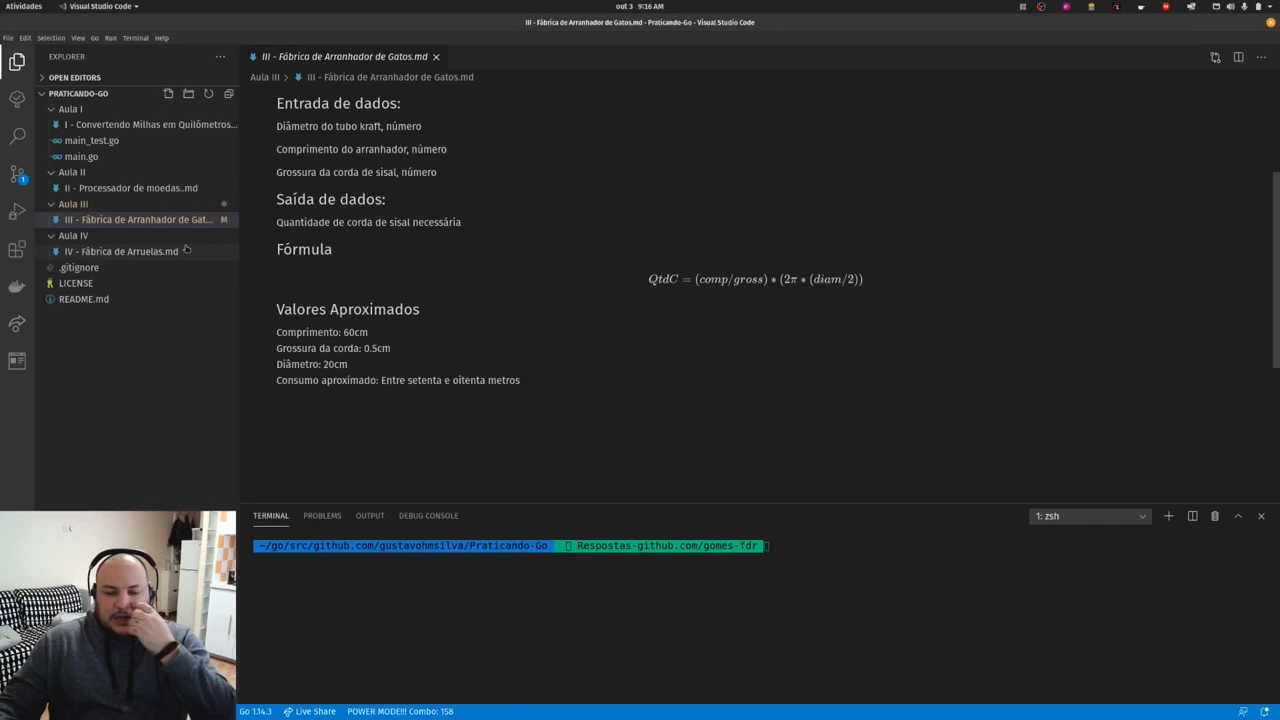 Atividades
Visual Studio Code
out 3 9:16 AM
III - Fábrica de Arranhador de Gatos.md - Praticando-Go - Visual Studio Code
File Edit Selection View Go Run Terminal Help
EXPLORER
OPEN EDITORS
PRATICANDO-GO
Aula I
I - Convertendo Milhas em Quilômetros...
main_test.go
main.go
Aula II
II - Processador de moedas..md
Aula III
III - Fábrica de Arranhador de Gat... M
Aula IV
IV - Fábrica de Arruelas.md
.gitignore
LICENSE
README.md
1
III - Fábrica de Arranhador de Gatos.md
Aula III > III - Fábrica de Arranhador de Gatos.md
Entrada de dados:
Diâmetro do tubo kraft, número
Comprimento do arranhador, número
Grossura da corda de sisal, número
Saída de dados:
Quantidade de corda de sisal necessária
Fórmula
QtdC = (comp/gross) * (2π * (diam/2))
Valores Aproximados
Comprimento: 60cm
Grossura da corda: 0.5cm
Diâmetro: 20cm
Consumo aproximado: Entre setenta e oitenta metros
TERMINAL PROBLEMS OUTPUT DEBUG CONSOLE
1: zsh
~/go/src/github.com/gustavohmsilva/Praticando-Go Respostas-github.com/gomes-fdr
Go 1.14.3 Live Share POWER MODE!!! Combo: 158